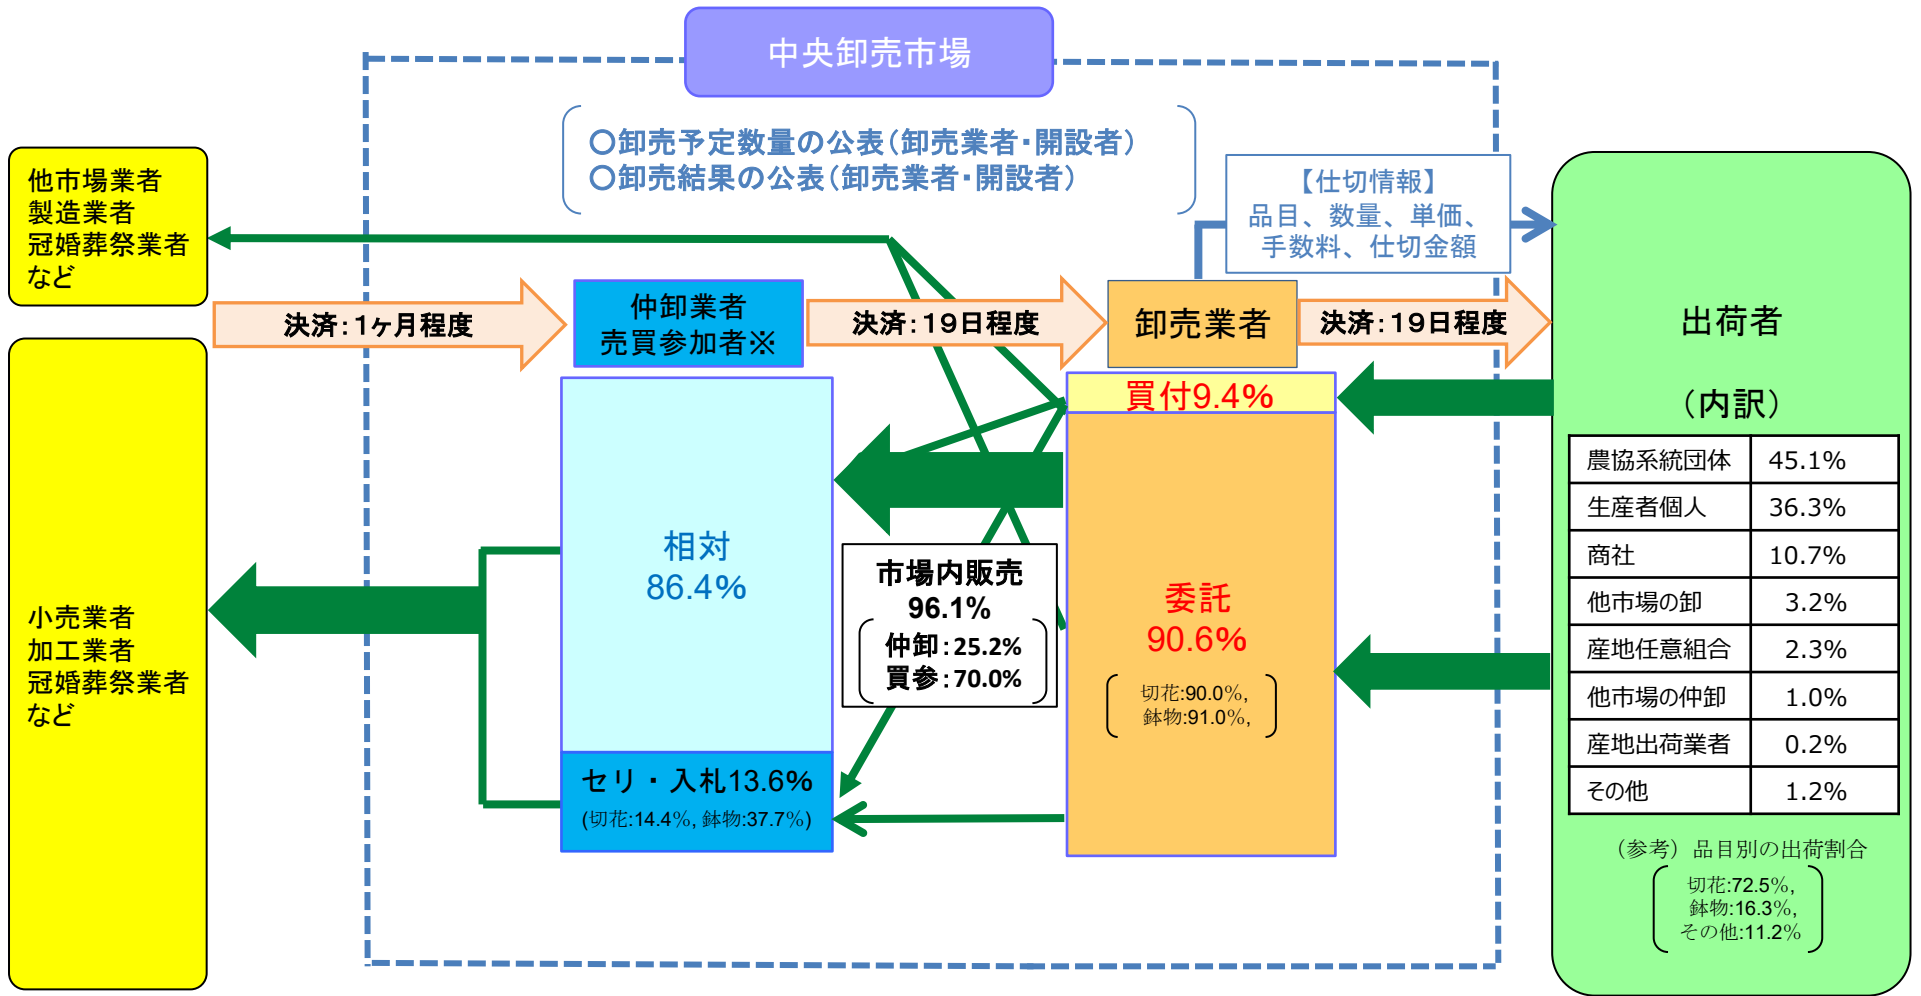 中央卸売市場
○卸売予定数量の公表（卸売業者・開設者）
○卸売結果の公表（卸売業者・開設者）
【仕切情報】
品目、数量、単価、
手数料、仕切金額
他市場業者
製造業者
冠婚葬祭業者
など
決済：1ヶ月程度
仲卸業者
売買参加者※
決済：19日程度
卸売業者
決済：19日程度
出荷者
（内訳）
農協系統団体 45.1%
生産者個人 36.3%
商社 10.7%
他市場の卸 3.2%
産地任意組合 2.3%
他市場の仲卸 1.0%
産地出荷業者 0.2%
その他 1.2%
（参考）品目別の出荷割合
切花:72.5%,
鉢物:16.3%,
その他:11.2%
買付9.4%
委託
90.6%
切花:90.0%,
鉢物:91.0%,
市場内販売
96.1%
仲卸：25.2%
買参：70.0%
相対
86.4%
セリ・入札13.6%
(切花:14.4%, 鉢物:37.7%)
小売業者
加工業者
冠婚葬祭業者
など